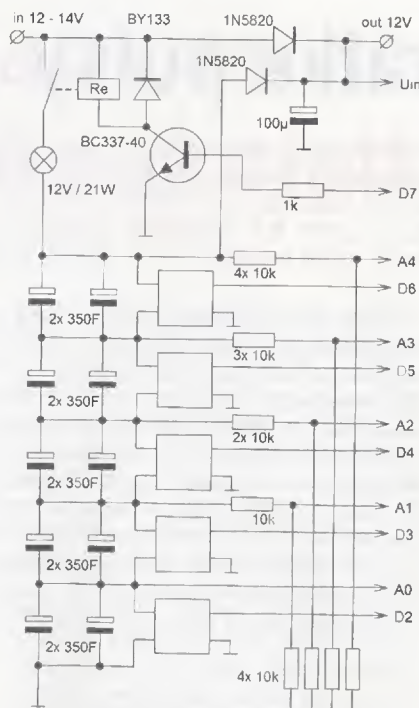 in 12 - 14V
BY133
out 12V
1N5820
1N5820
Uin
Re
100µ
BC337-40
12V / 21W
1k
D7
4x 10k
A4
D6
2x 350F
3x 10k
A3
D5
2x 350F
2x 10k
A2
D4
2x 350F
10k
A1
D3
2x 350F
A0
D2
2x 350F
4x 10k